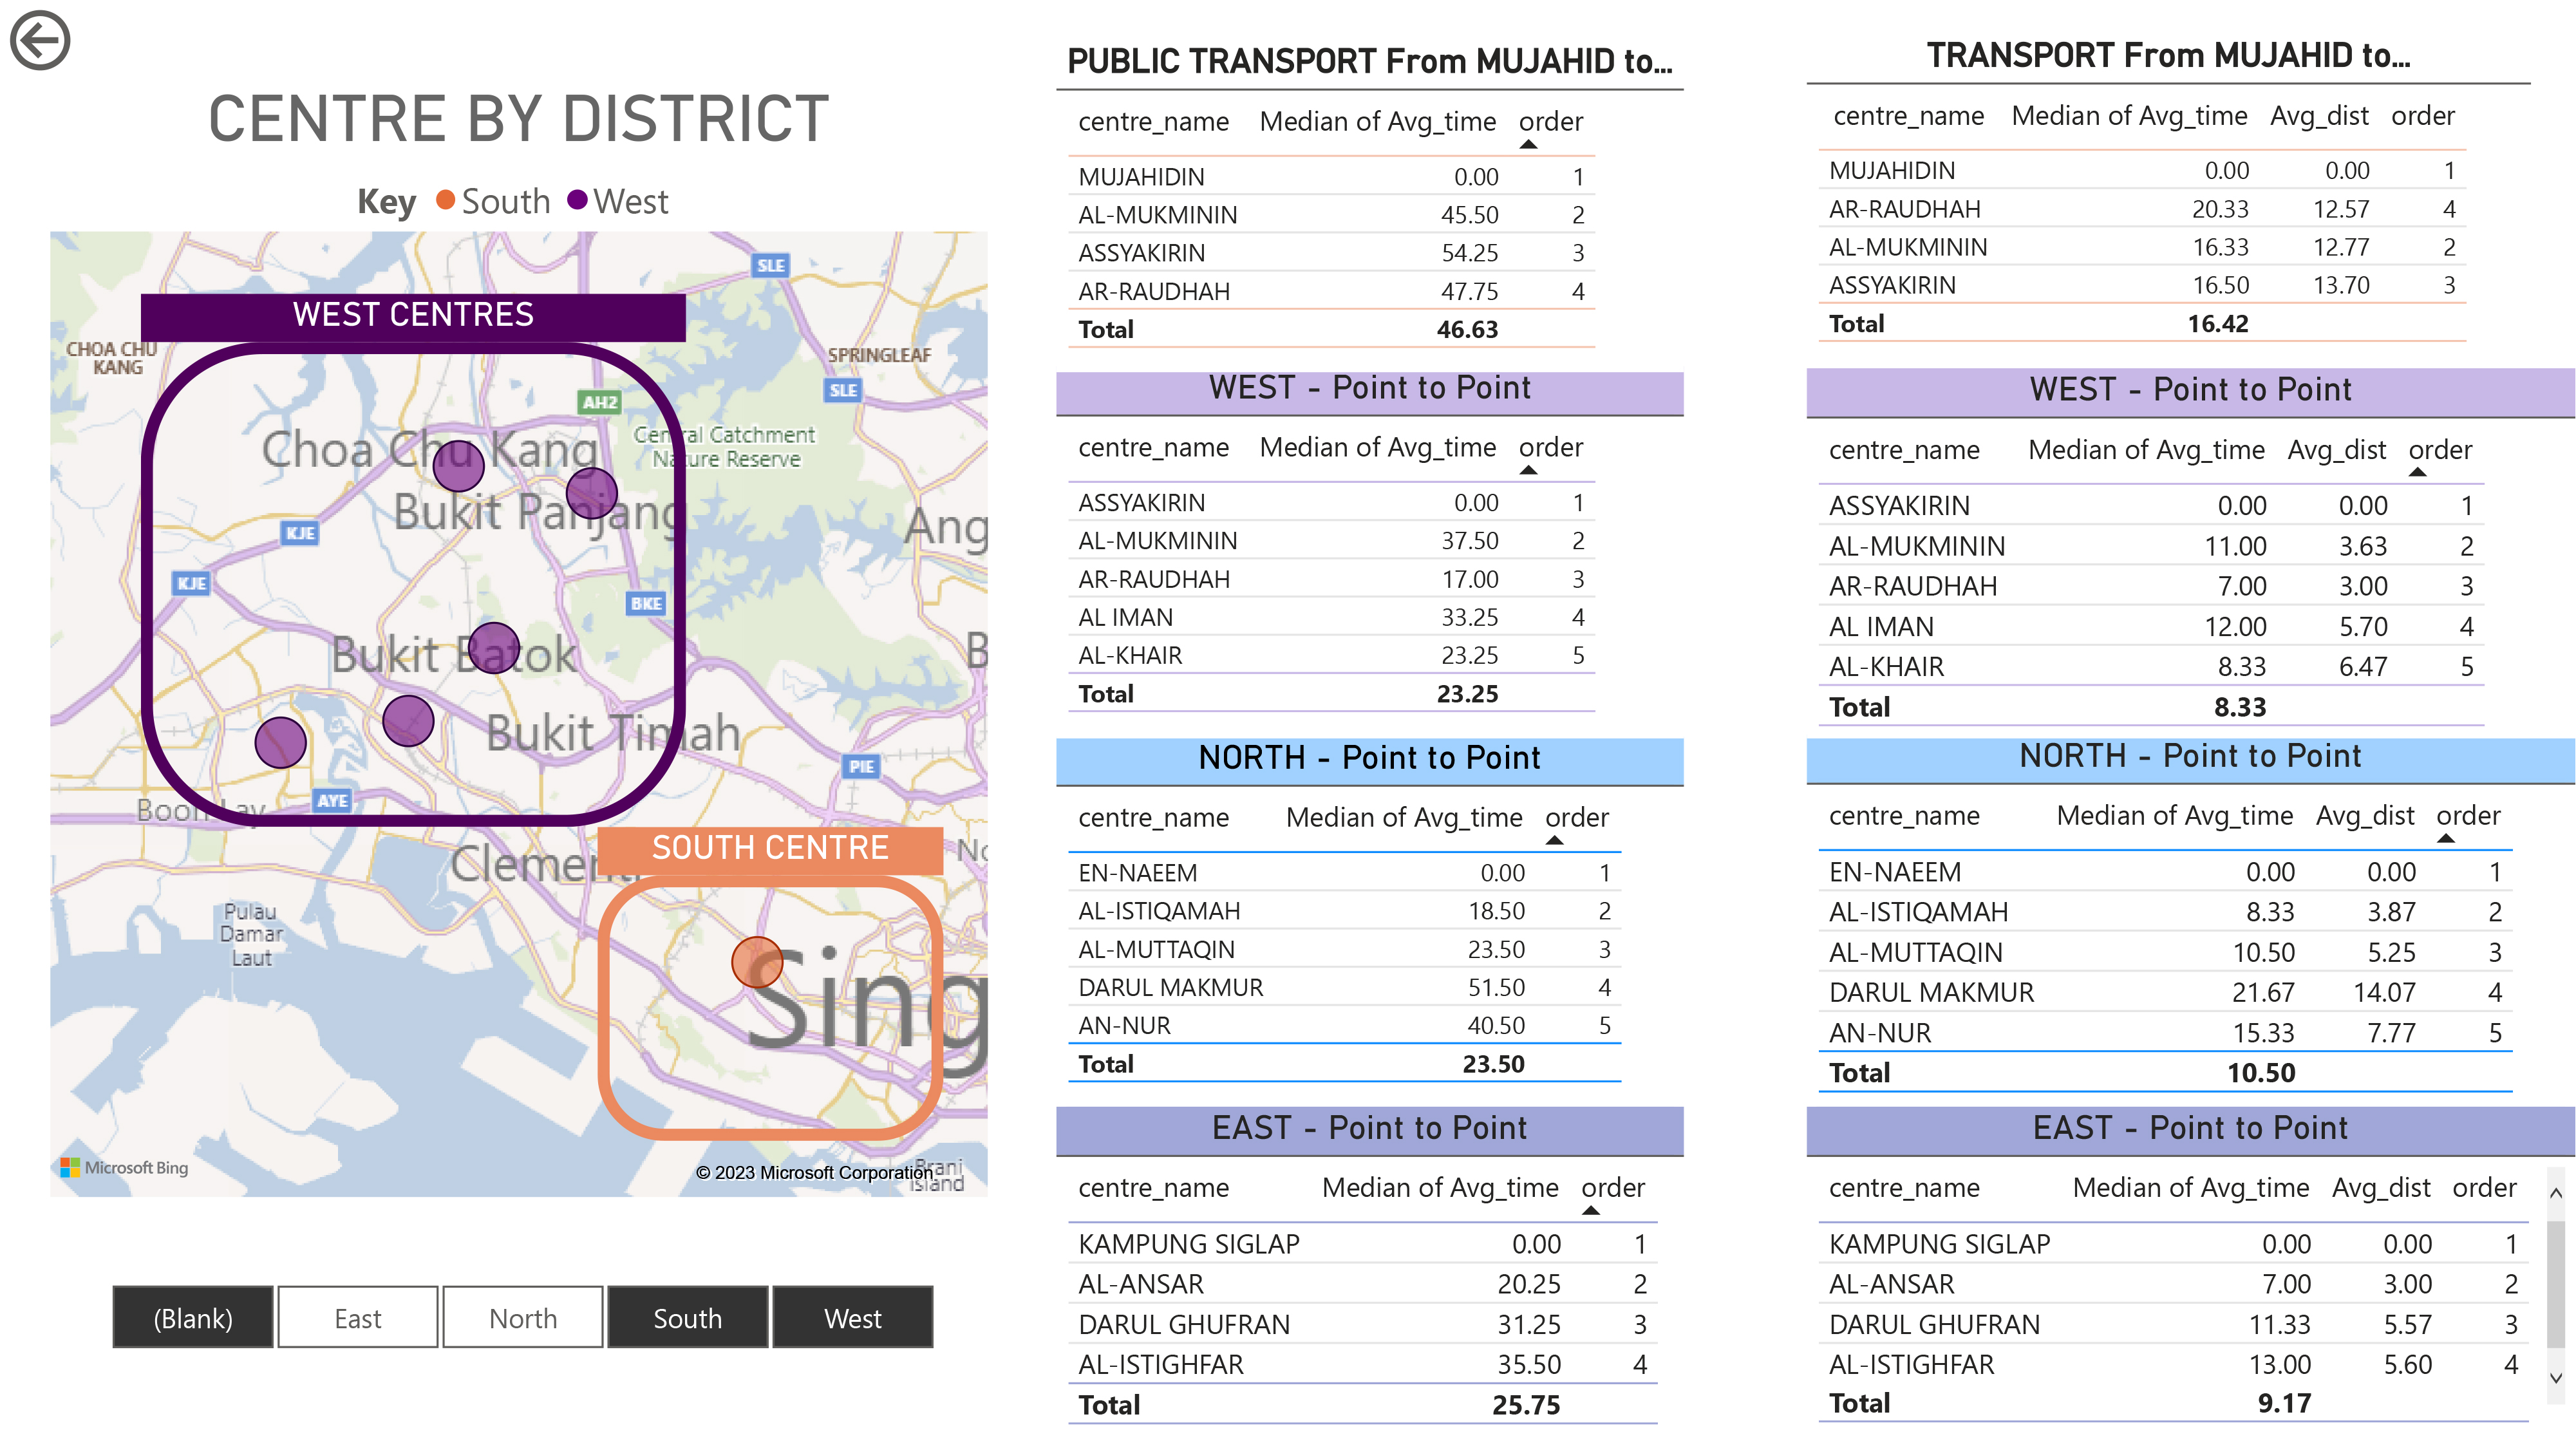 CENTRE BY DISTRICT
Key South West
WEST CENTRES
SLE
CHOA CHU
KANG
SPRINGLEAF
SLE
AH2
Choa Chu Kang
Central Catchment
Nature Reserve
Bukit Panjang
Ang
KJE
KJE
BKE
Bukit Batok
B
Bukit Timah
PIE
AYE
Boon Lay
SOUTH CENTRE
Pulau
Damar
Laut
Sing
Microsoft Bing
© 2023 Microsoft Corporation
Brani
Island
(Blank) East North South West
PUBLIC TRANSPORT From MUJAHID to...
centre_name Median of Avg_time order
MUJAHIDIN 0.00 1
AL-MUKMININ 45.50 2
ASSYAKIRIN 54.25 3
AR-RAUDHAH 47.75 4
Total 46.63
WEST - Point to Point
centre_name Median of Avg_time order
ASSYAKIRIN 0.00 1
AL-MUKMININ 37.50 2
AR-RAUDHAH 17.00 3
AL IMAN 33.25 4
AL-KHAIR 23.25 5
Total 23.25
NORTH - Point to Point
centre_name Median of Avg_time order
EN-NAEEM 0.00 1
AL-ISTIQAMAH 18.50 2
AL-MUTTAQIN 23.50 3
DARUL MAKMUR 51.50 4
AN-NUR 40.50 5
Total 23.50
EAST - Point to Point
centre_name Median of Avg_time order
KAMPUNG SIGLAP 0.00 1
AL-ANSAR 20.25 2
DARUL GHUFRAN 31.25 3
AL-ISTIGHFAR 35.50 4
Total 25.75
TRANSPORT From MUJAHID to...
centre_name Median of Avg_time Avg_dist order
MUJAHIDIN 0.00 0.00 1
AR-RAUDHAH 20.33 12.57 4
AL-MUKMININ 16.33 12.77 2
ASSYAKIRIN 16.50 13.70 3
Total 16.42
WEST - Point to Point
centre_name Median of Avg_time Avg_dist order
ASSYAKIRIN 0.00 0.00 1
AL-MUKMININ 11.00 3.63 2
AR-RAUDHAH 7.00 3.00 3
AL IMAN 12.00 5.70 4
AL-KHAIR 8.33 6.47 5
Total 8.33
NORTH - Point to Point
centre_name Median of Avg_time Avg_dist order
EN-NAEEM 0.00 0.00 1
AL-ISTIQAMAH 8.33 3.87 2
AL-MUTTAQIN 10.50 5.25 3
DARUL MAKMUR 21.67 14.07 4
AN-NUR 15.33 7.77 5
Total 10.50
EAST - Point to Point
centre_name Median of Avg_time Avg_dist order
KAMPUNG SIGLAP 0.00 0.00 1
AL-ANSAR 7.00 3.00 2
DARUL GHUFRAN 11.33 5.57 3
AL-ISTIGHFAR 13.00 5.60 4
Total 9.17